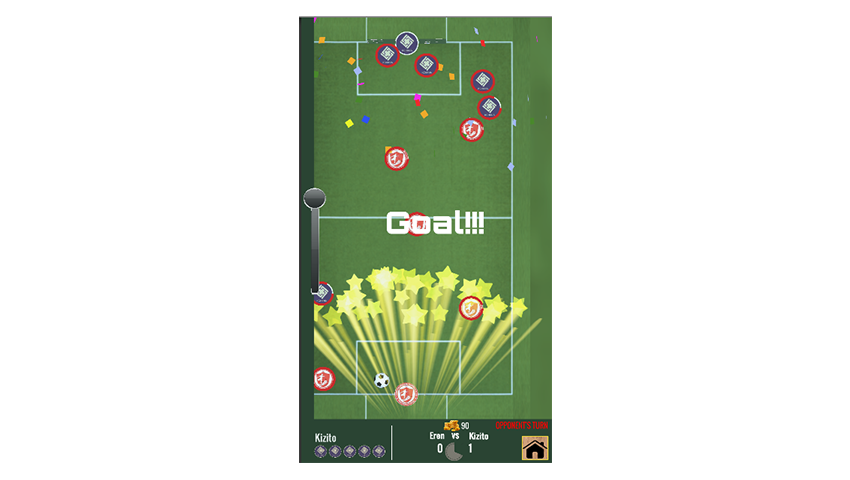 Goal!!!
90
OPPONENT'S TURN
Eren vs Kizito
Kizito
0 1